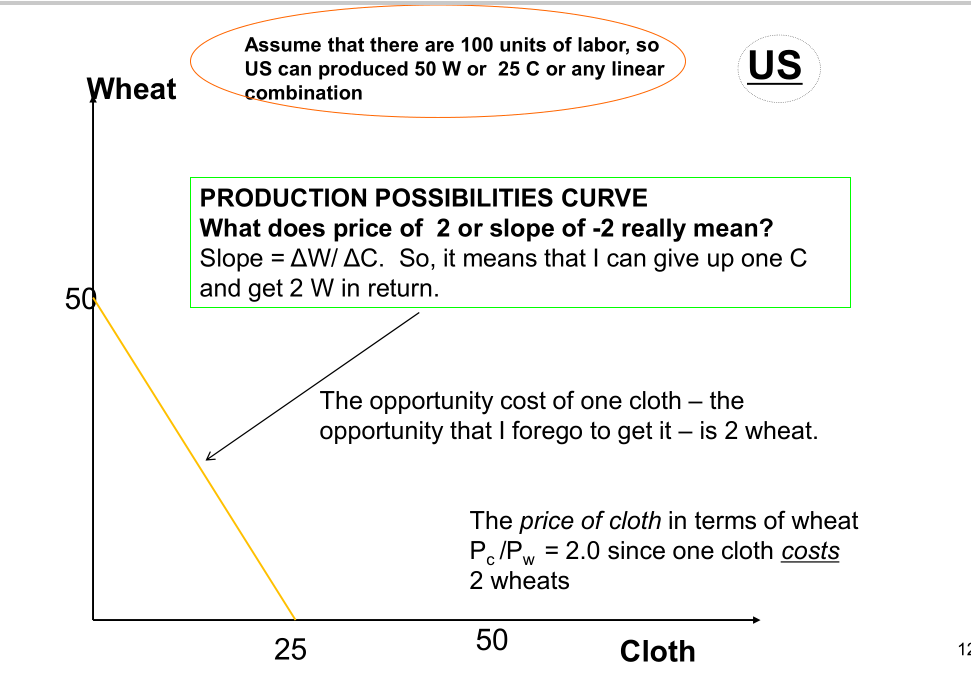 Assume that there are 100 units of labor, so
US can produced 50 W or 25 C or any linear
combination
US
Wheat
PRODUCTION POSSIBILITIES CURVE
What does price of 2 or slope of -2 really mean?
Slope = ΔW/ ΔC. So, it means that I can give up one C
and get 2 W in return.
50
The opportunity cost of one cloth – the
opportunity that I forego to get it – is 2 wheat.
The price of cloth in terms of wheat
Pc /Pw = 2.0 since one cloth costs
2 wheats
25
50
Cloth
12